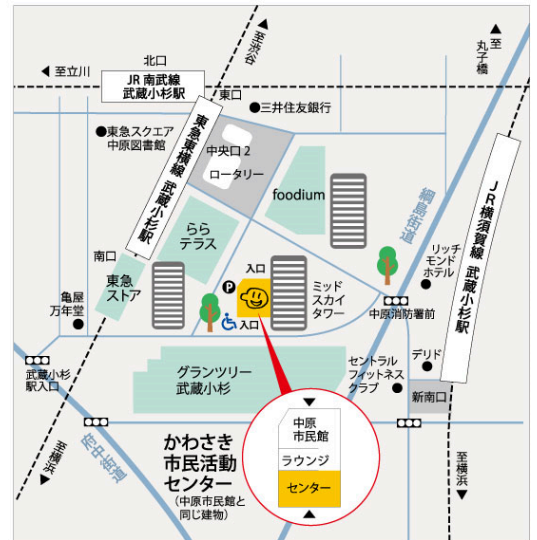 至渋谷
至
丸子橋
北口
至立川
JR 南武線
武蔵小杉駅
東口
三井住友銀行
東急スクエア
中原図書館
東急東横線 武蔵小杉駅
中央口 2
ロータリー
foodium
綱島街道
JR横須賀線 武蔵小杉駅
らら
テラス
南口
東急
ストア
入口
P
ミッド
スカイ
タワー
リッチ
モンド
ホテル
亀屋
万年堂
入口
中原消防署前
武蔵小杉
駅入口
グランツリー
武蔵小杉
セントラル
フィットネス
クラブ
デリド
新南口
至横浜
府中街道
かわさき
市民活動
センター
（中原市民館と
同じ建物）
中原
市民館
ラウンジ
センター
至横浜